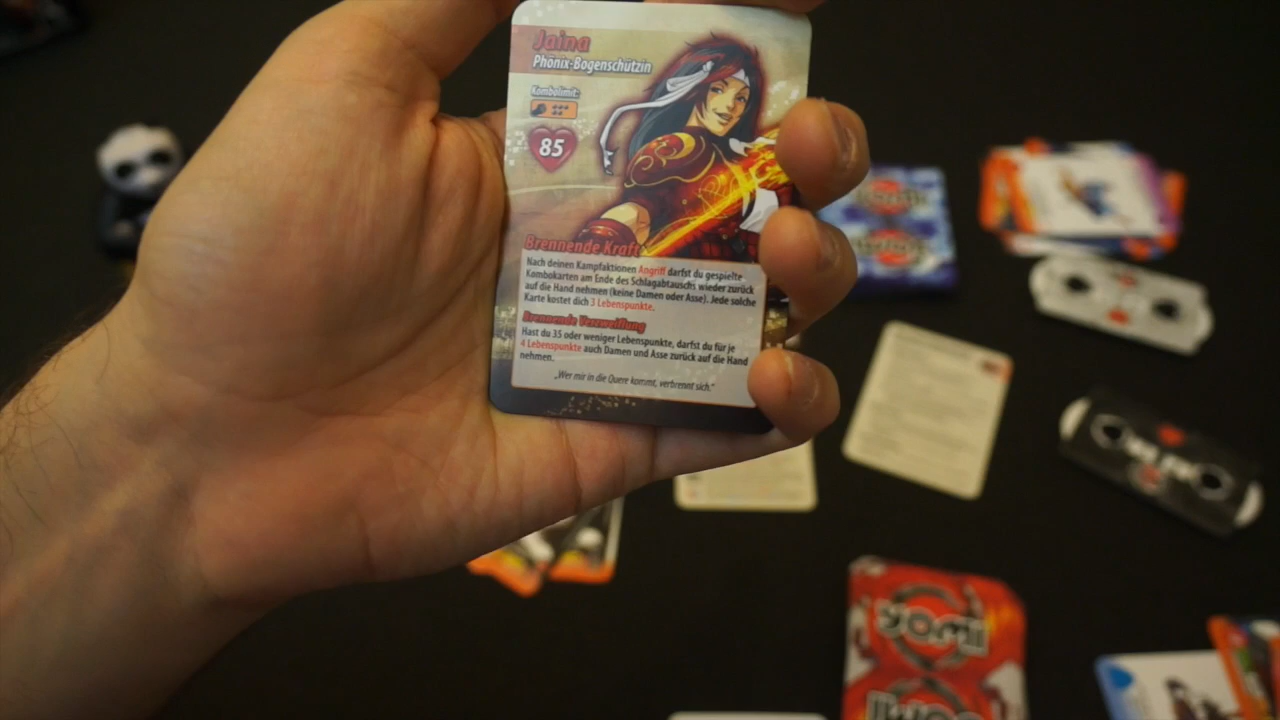 Jaina
Phönix-Bogenschützin
Kombolimit:
85
Brennende Kraft
Nach deinen Kampfaktionen Angriff darfst du gespielte
Kombokarten am Ende des Schlagabtauschs wieder zurück
auf die Hand nehmen (keine Damen oder Asse). Jede solche
Karte kostet dich 3 Lebenspunkte.
Brennende Verzweiflung
Hast du 35 oder weniger Lebenspunkte, darfst du für je
4 Lebenspunkte auch Damen und Asse zurück auf die Hand
nehmen.
„Wer mir in die Quere kommt, verbrennt sich.“
YOMI
YOMI